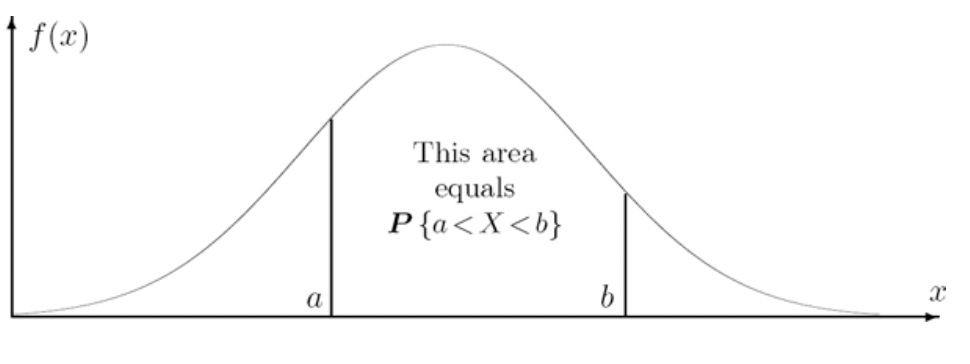 f(x)
This area
equals
P {a < X < b}
a
b
x